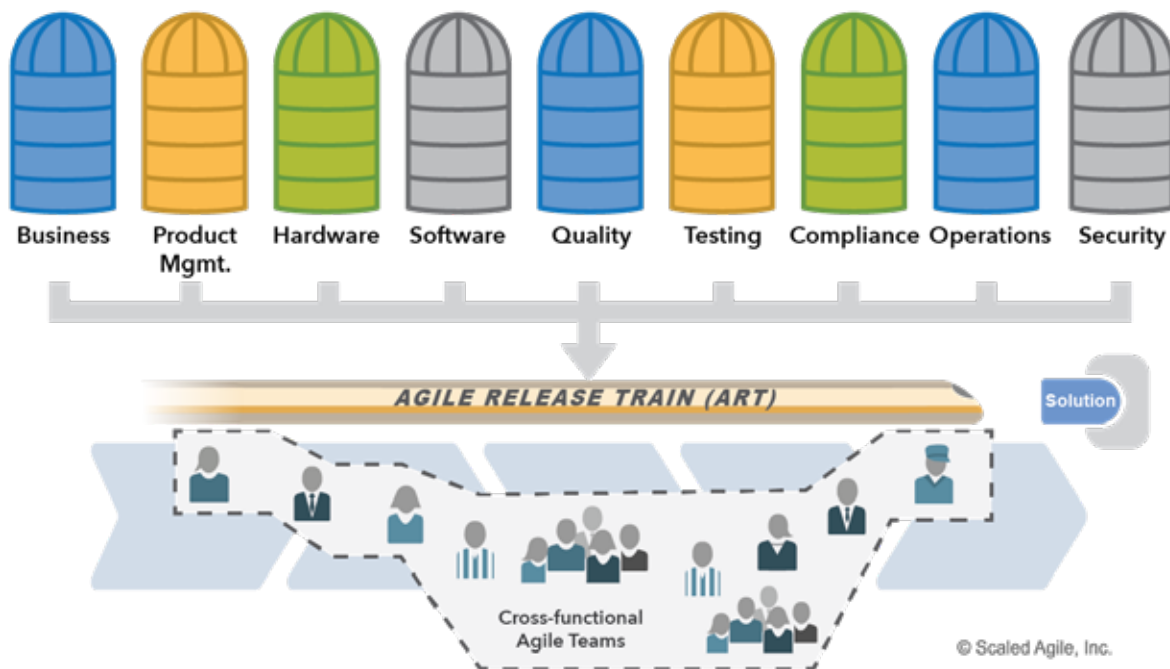 Business
Product
Mgmt.
Hardware
Software
Quality
Testing
Compliance
Operations
Security
AGILE RELEASE TRAIN (ART)
Solution
Cross-functional
Agile Teams
© Scaled Agile, Inc.